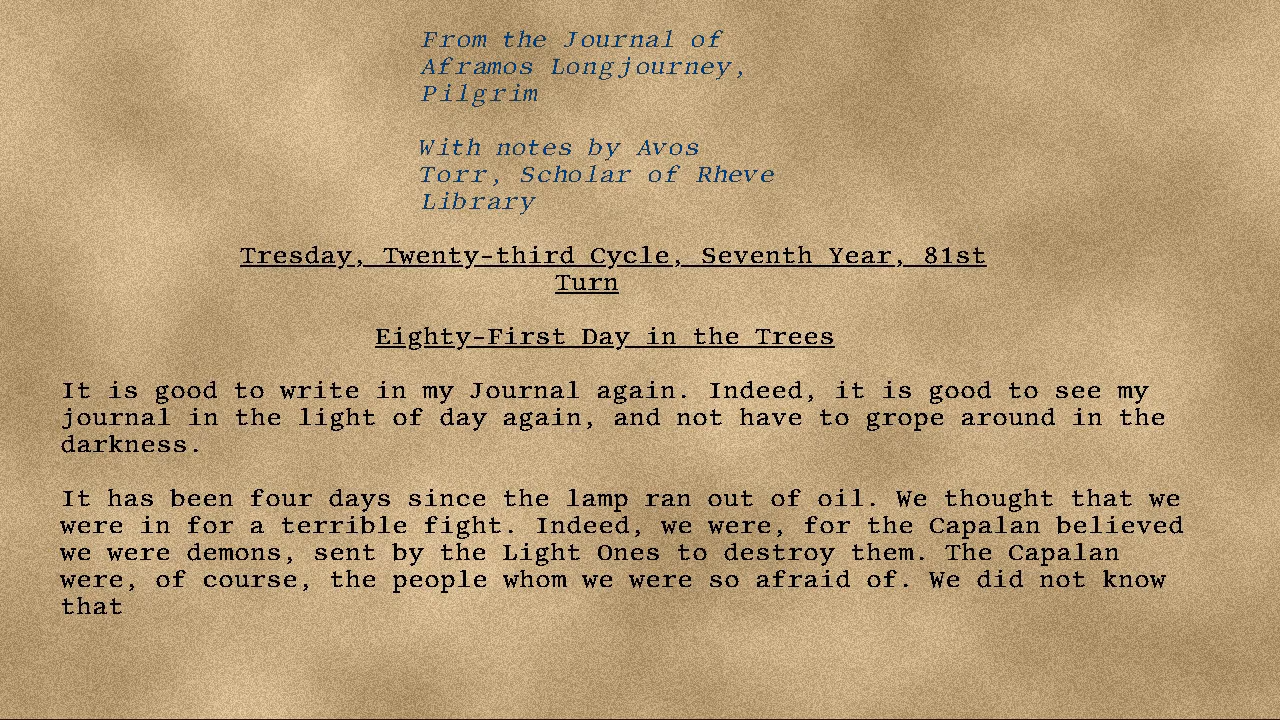 From the Journal of
Aframos Longjourney,
Pilgrim
With notes by Avos
Torr, Scholar of Rheve
Library
Tresday, Twenty-third Cycle, Seventh Year, 81st
Turn
Eighty-First Day in the Trees
It is good to write in my Journal again. Indeed, it is good to see my
journal in the light of day again, and not have to grope around in the
darkness.
It has been four days since the lamp ran out of oil. We thought that we
were in for a terrible fight. Indeed, we were, for the Capalan believed
we were demons, sent by the Light Ones to destroy them. The Capalan
were, of course, the people whom we were so afraid of. We did not know
that